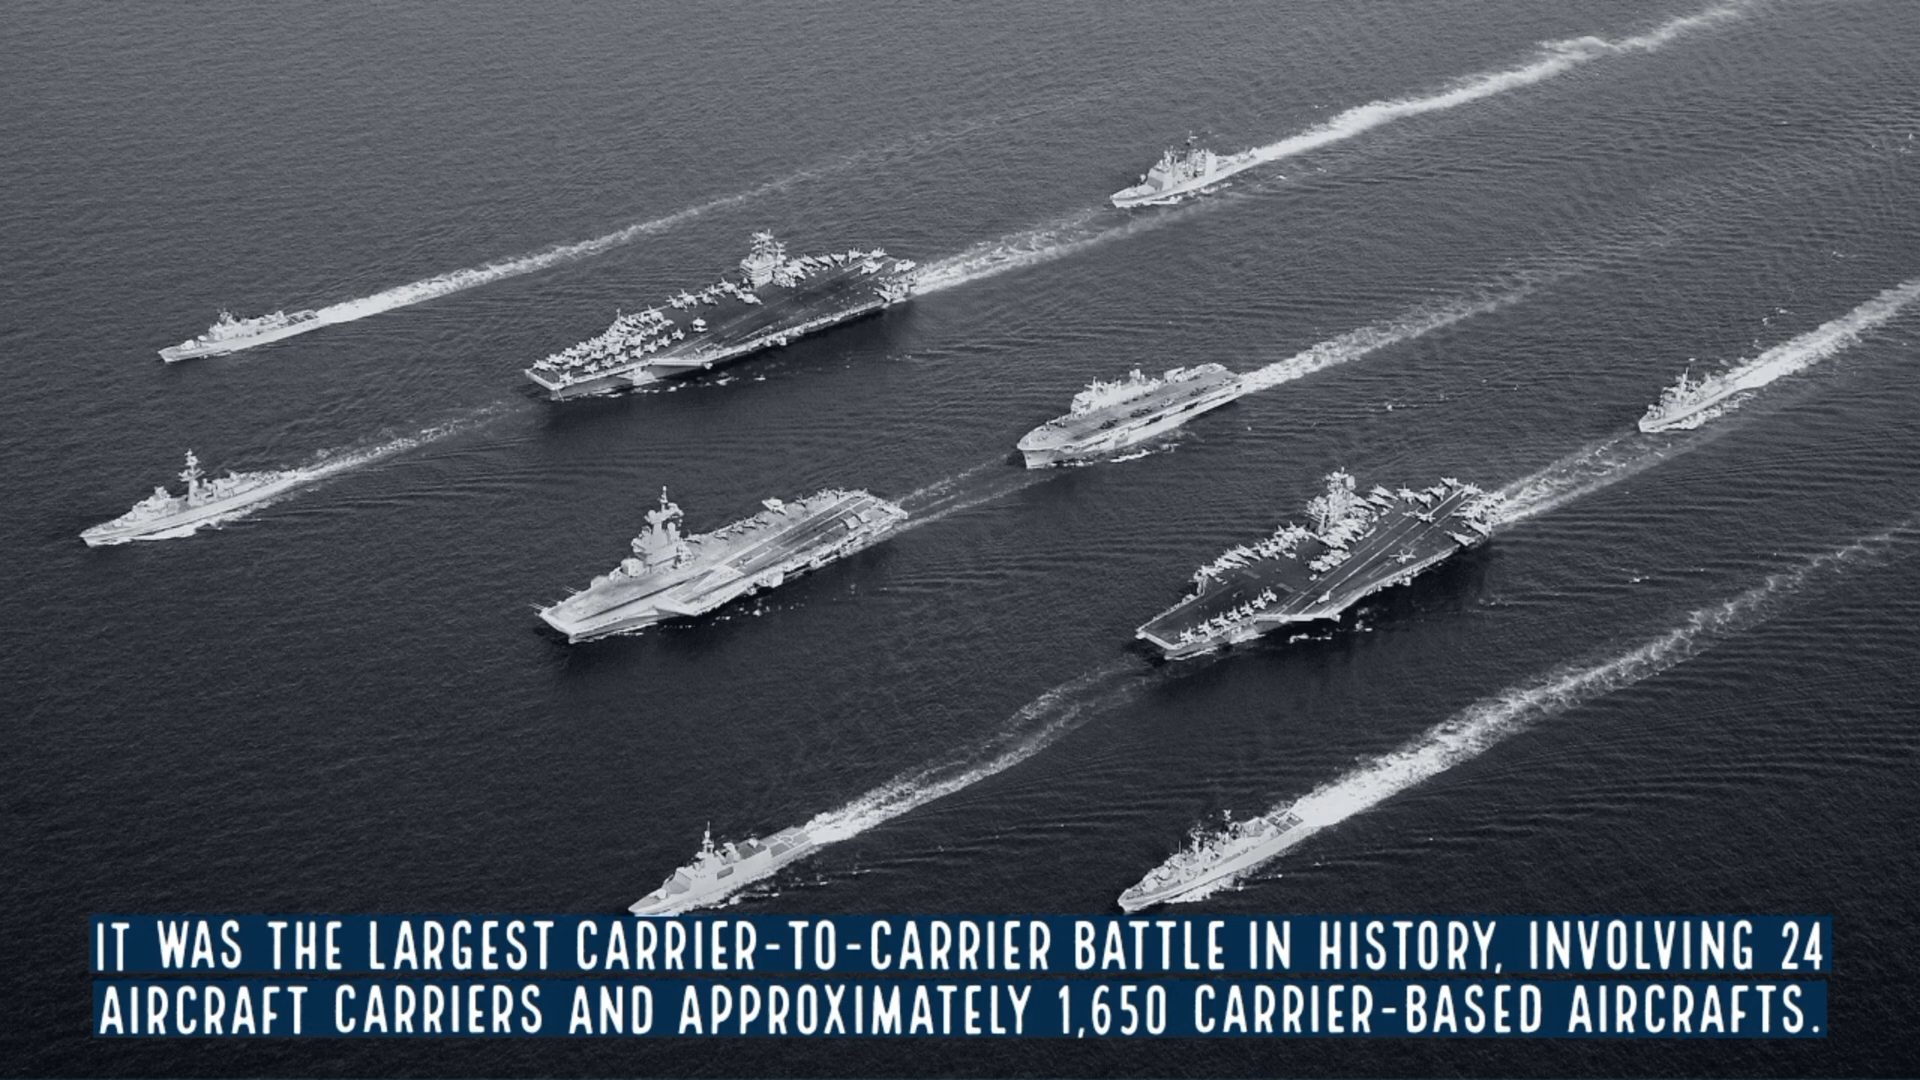 IT WAS THE LARGEST CARRIER-TO-CARRIER BATTLE IN HISTORY, INVOLVING 24
AIRCRAFT CARRIERS AND APPROXIMATELY 1,650 CARRIER-BASED AIRCRAFTS.